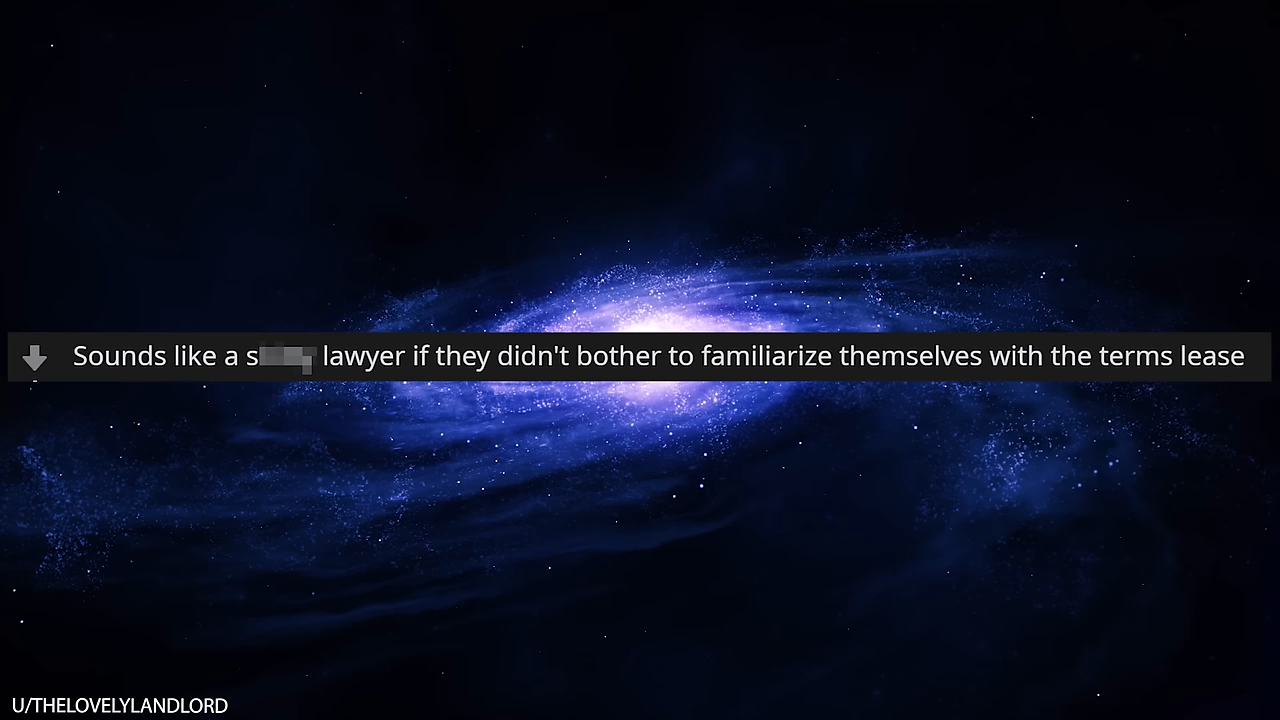 Sounds like a s lawyer if they didn't bother to familiarize themselves with the terms lease
U/THELOVELYLANDLORD